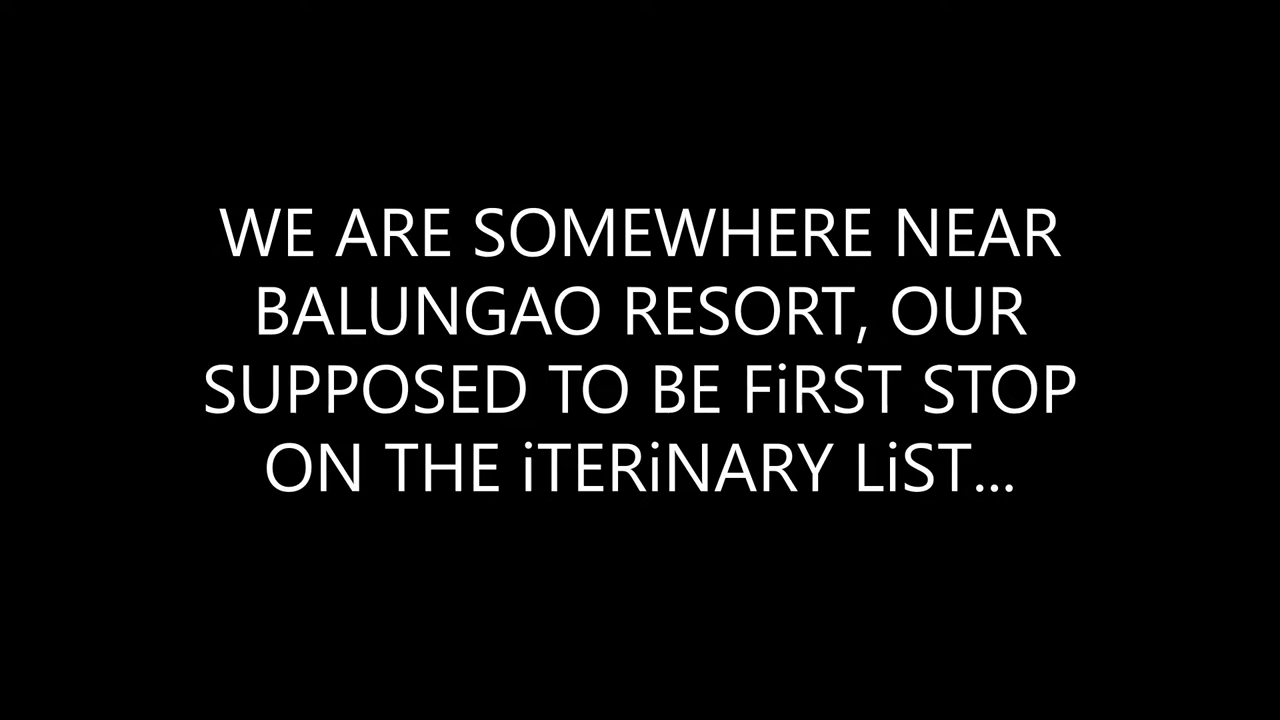 WE ARE SOMEWHERE NEAR
BALUNGAO RESORT, OUR
SUPPOSED TO BE FiRST STOP
ON THE iTERiNARY LiST...